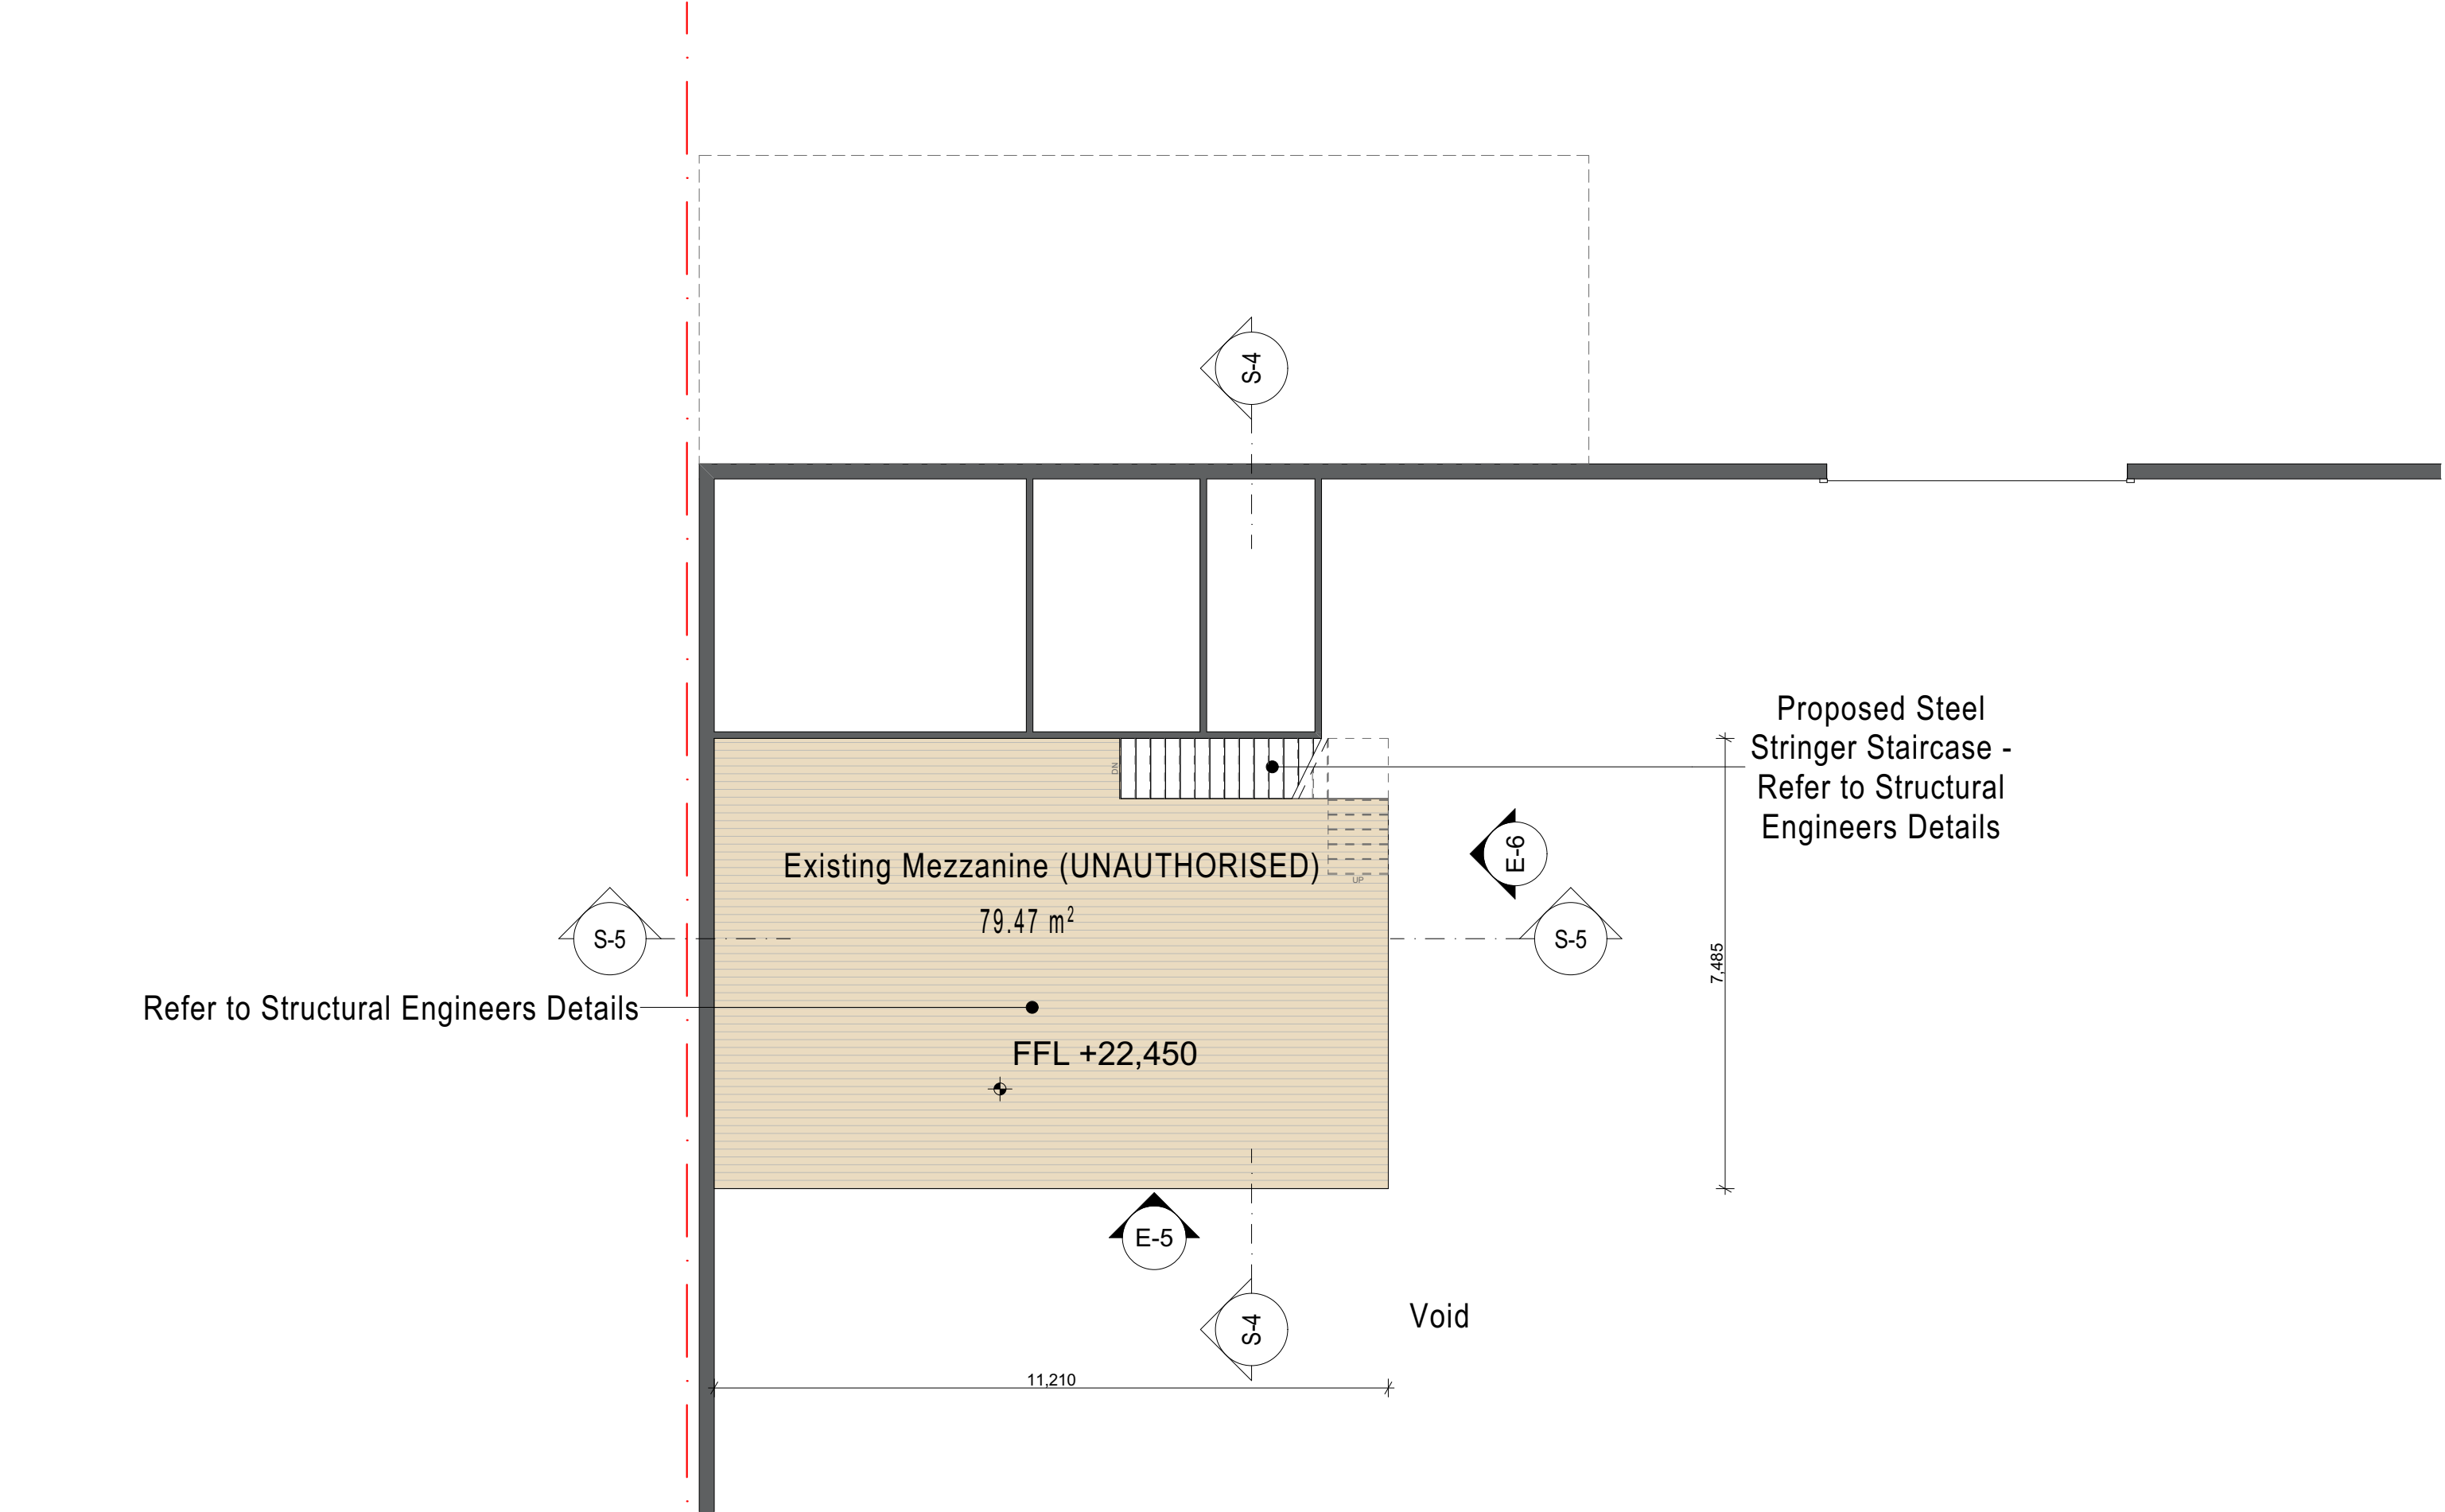 S-4
Proposed Steel
Stringer Staircase -
Refer to Structural
Engineers Details
DN
E-6
Existing Mezzanine (UNAUTHORISED)
UP
79.47 m²
S-5
S-5
7,485
Refer to Structural Engineers Details
FFL +22,450
E-5
Void
S-4
11,210